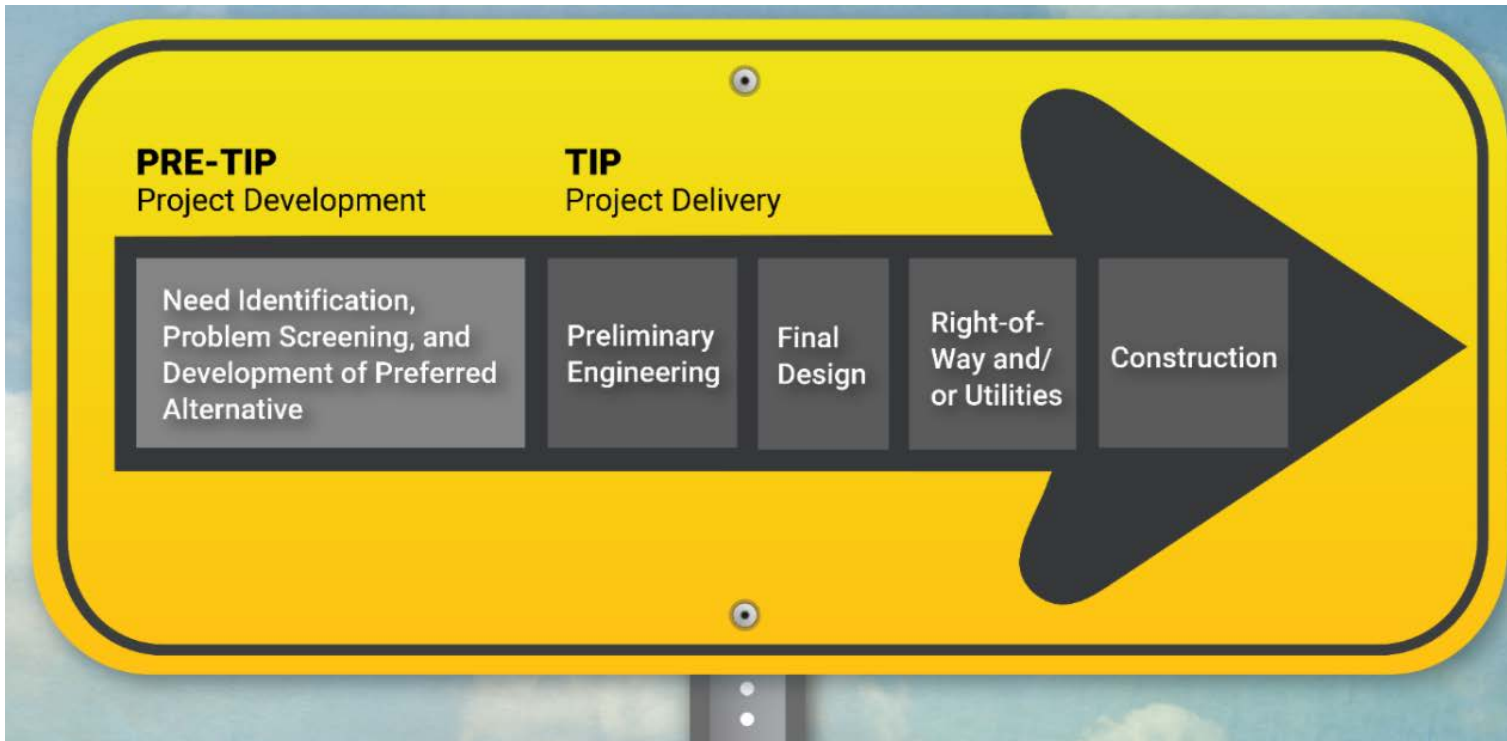 PRE-TIP
Project Development
TIP
Project Delivery
Need Identification,
Problem Screening, and
Development of Preferred
Alternative
Preliminary
Engineering
Final
Design
Right-of-
Way and/
or Utilities
Construction